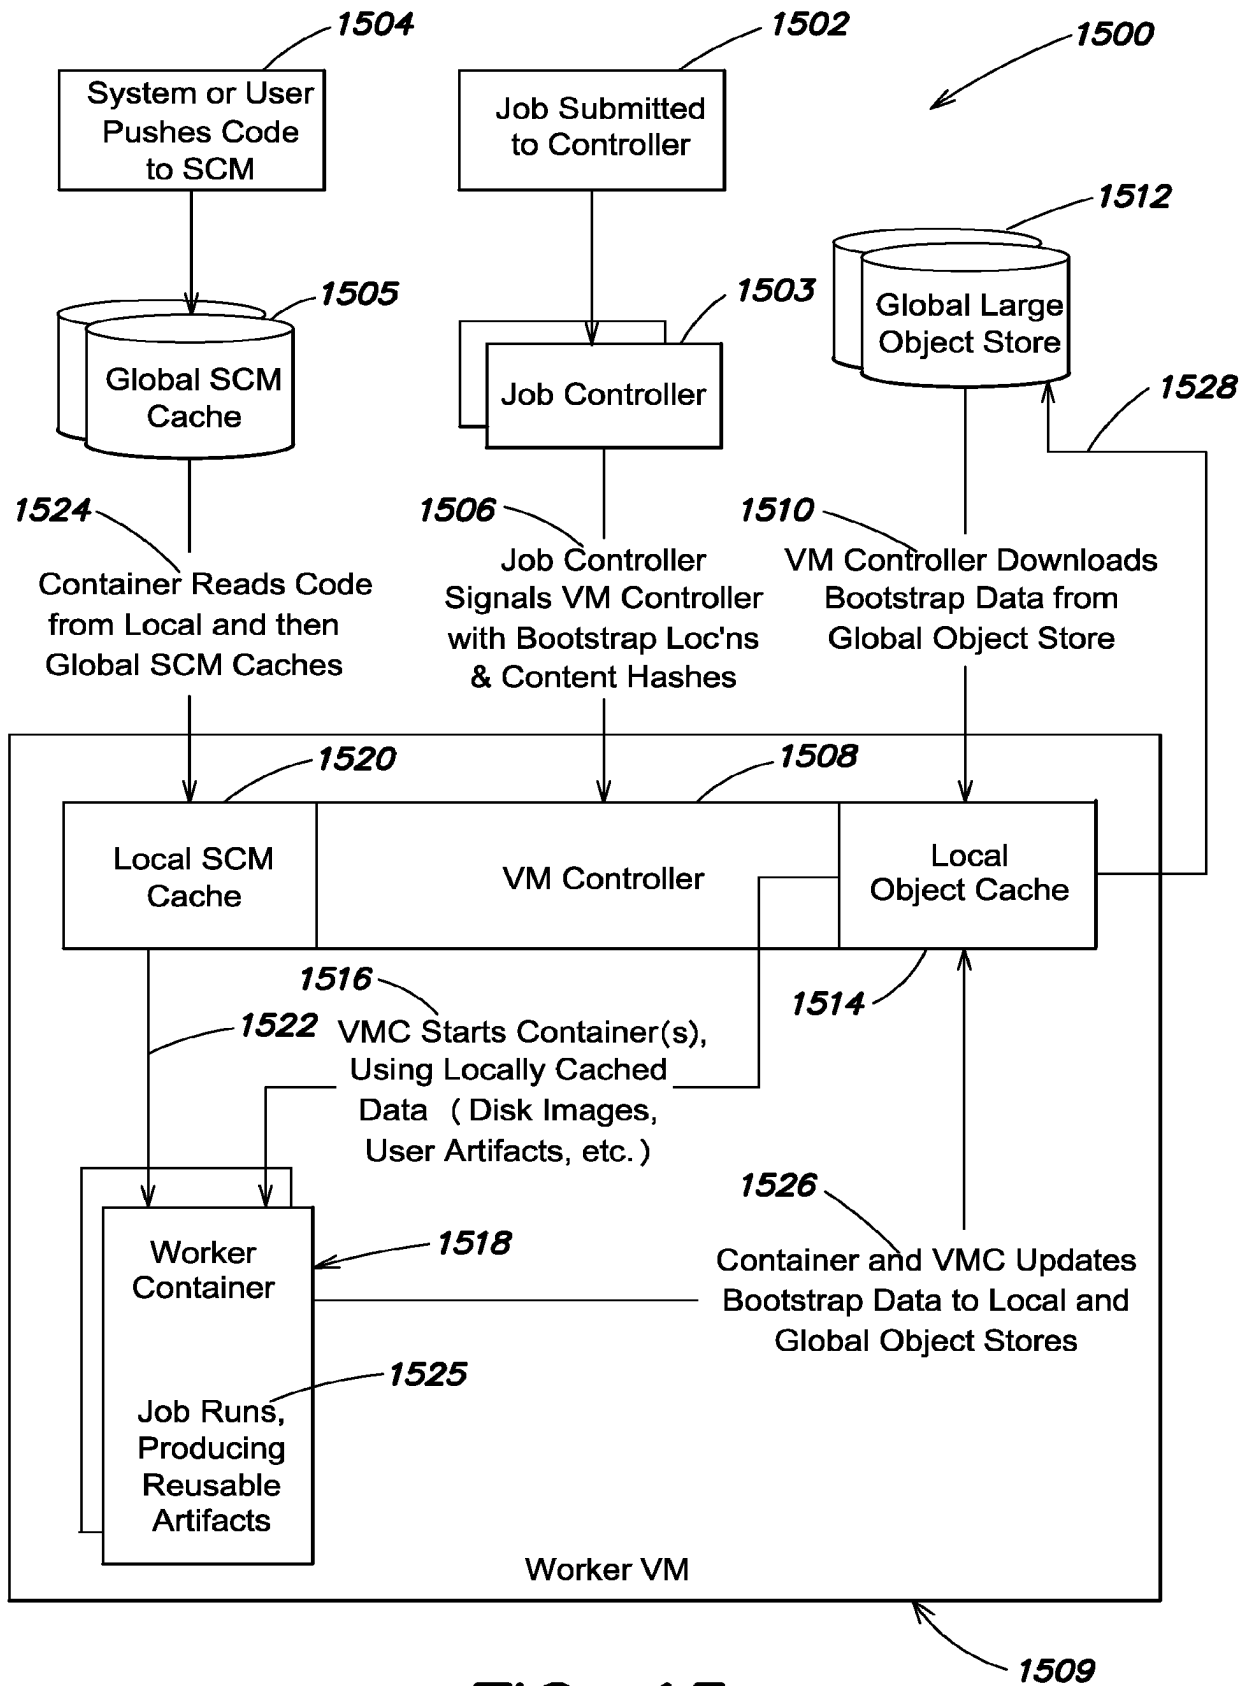 1504
1502
1500
System or User
Pushes Code
to SCM
Job Submitted
to Controller
1512
1505
1503
Global Large
Object Store
Global SCM
Cache
Job Controller
1528
1524
1506
1510
Container Reads Code
from Local and then
Global SCM Caches
Job Controller
Signals VM Controller
with Bootstrap Loc'ns
& Content Hashes
VM Controller Downloads
Bootstrap Data from
Global Object Store
1520
1508
Local SCM
Cache
VM Controller
Local
Object Cache
1516
1514
1522
VMC Starts Container(s),
Using Locally Cached
Data ( Disk Images,
User Artifacts, etc. )
1526
Worker
Container
1518
Container and VMC Updates
Bootstrap Data to Local and
Global Object Stores
1525
Job Runs,
Producing
Reusable
Artifacts
Worker VM
1509